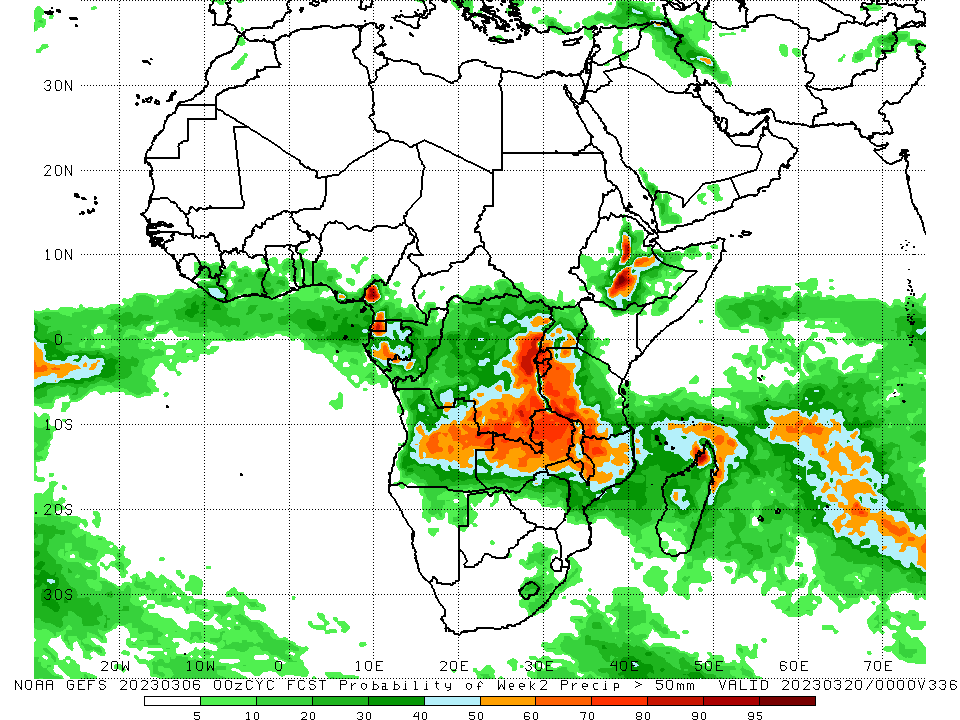 30N
20N
10N
0
10S
20S
30S
20W 10W 0 10E 20E 30E 40E 50E 60E 70E
NOAA GEFS 20230306 00zCYC FCST Probability of Week2 Precip > 50mm VALID 20230320/0000V336
5 10 20 30 40 50 60 70 80 90 95